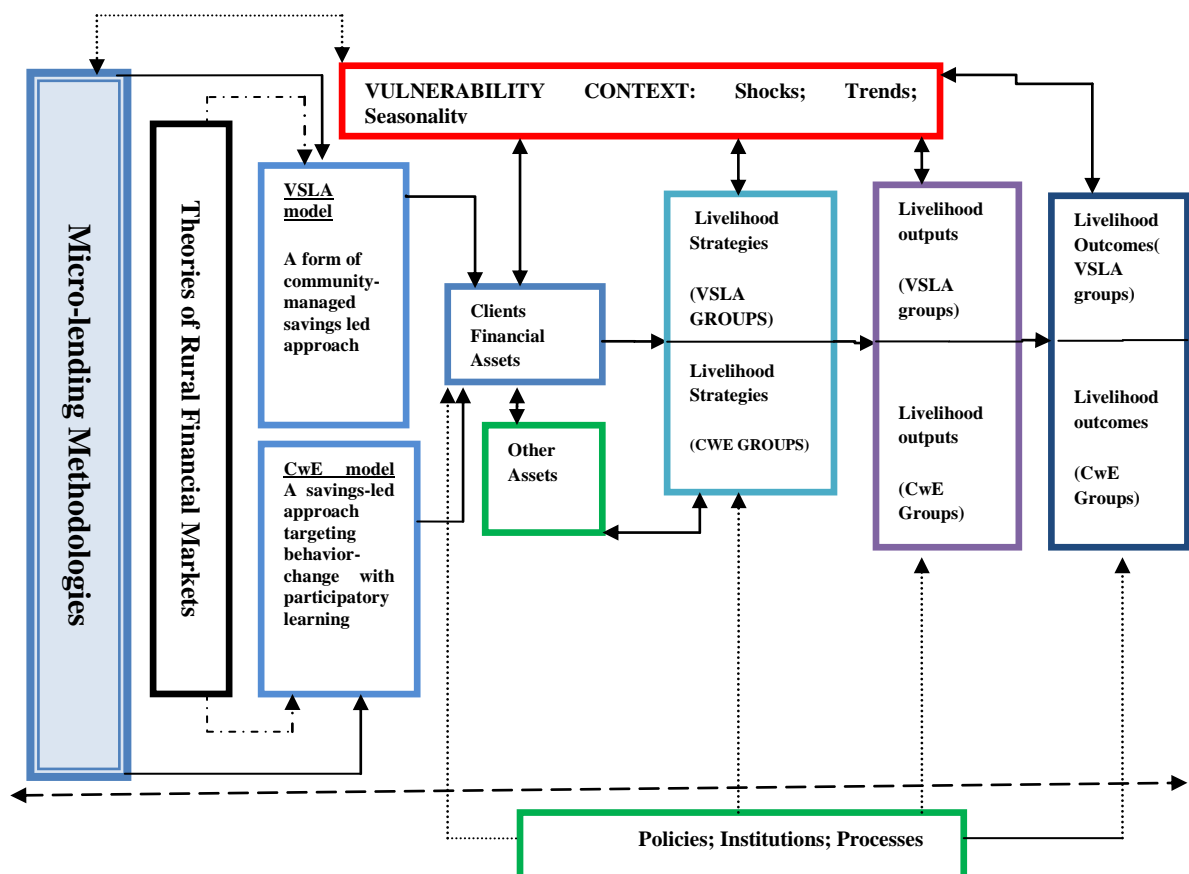 VULNERABILITY CONTEXT: Shocks; Trends;
Seasonality
Micro-lending Methodologies
Theories of Rural Financial Markets
VSLA
model
A form of
community-
managed
savings led
approach
CwE model
A savings-led
approach
targeting
behavior-
change with
participatory
learning
Clients
Financial
Assets
Other
Assets
Livelihood
Strategies
(VSLA
GROUPS)
Livelihood
Strategies
(CWE GROUPS)
Livelihood
outputs
(VSLA
groups)
Livelihood
outputs
(CwE
Groups)
Livelihood
Outcomes(
VSLA
groups)
Livelihood
outcomes
(CwE
Groups)
Policies; Institutions; Processes